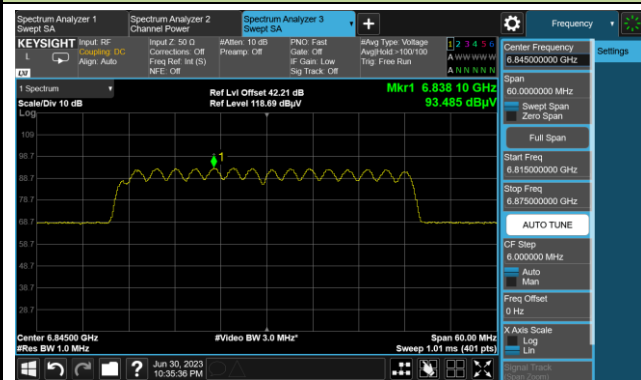 Spectrum Analyzer 1
Swept SA
Spectrum Analyzer 2
Channel Power
Spectrum Analyzer 3
Swept SA
+
Frequency
KEYSIGHT
L
LXI
Input: RF
Coupling: DC
Align: Auto
Input Z: 50 Ω
Corrections: Off
Freq Ref: Int (S)
NFE: Off
#Atten: 10 dB
Preamp: Off
PNO: Fast
Gate: Off
IF Gain: Low
Sig Track: Off
#Avg Type: Voltage
Avg|Hold:>100/100
Trig: Free Run
1 2 3 4 5 6
A W W W W W
A N N N N N
1 Spectrum
Scale/Div 10 dB
Log
Ref Lvl Offset 42.21 dB
Ref Level 118.69 dBµV
Mkr1 6.838 10 GHz
93.485 dBµV
109
98.7
88.7
78.7
68.7
58.7
48.7
38.7
28.7
1
Center 6.84500 GHz
#Res BW 1.0 MHz
#Video BW 3.0 MHz*
Span 60.00 MHz
Sweep 1.01 ms (401 pts)
Center Frequency
6.845000000 GHz
Span
60.0000000 MHz
Swept Span
Zero Span
Full Span
Start Freq
6.815000000 GHz
Stop Freq
6.875000000 GHz
AUTO TUNE
CF Step
6.000000 MHz
Auto
Man
Freq Offset
0 Hz
X Axis Scale
Log
Lin
Signal Track
(Span Zoom)
Settings
?
Jun 30, 2023
10:35:36 PM